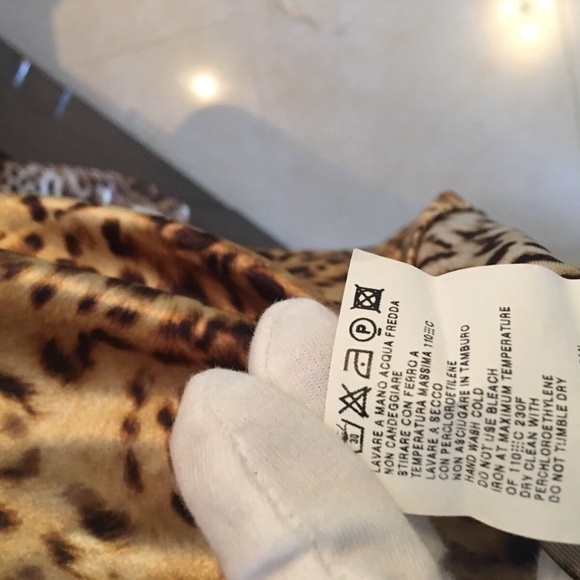 30
P
LAVARE A MANO ACQUA FREDDA
NON CANDEGGIARE
STIRARE CON FERRO A
TEMPERATURA MASSIMA 110°C
LAVARE A SECCO
CON PERCLOROETILENE
NON ASCIUGARE IN TAMBURO
HAND WASH COLD
DO NOT USE BLEACH
IRON AT MAXIMUM TEMPERATURE
OF 110°C 230F
DRY CLEAN WITH
PERCHLOROETHYLENE
DO NOT TUMBLE DRY